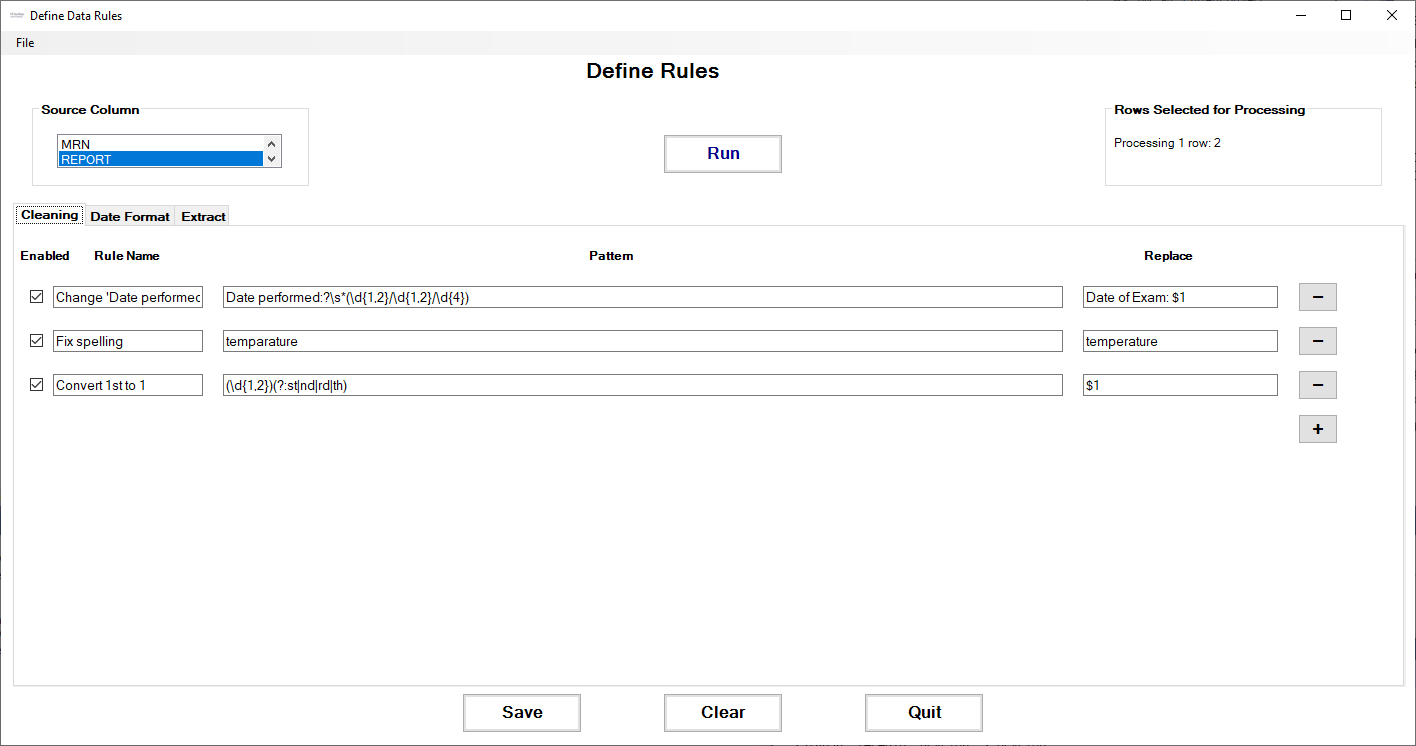 Define Data Rules
File
Define Rules
Source Column
MRN
REPORT
Run
Rows Selected for Processing
Processing 1 row: 2
Cleaning Date Format Extract
Enabled Rule Name Pattern Replace
Change 'Date performed Date performed:?\s*(\d{1,2}/\d{1,2}/\d{4}) Date of Exam: $1 −
Fix spelling temparature temperature −
Convert 1st to 1 (\d{1,2})(?:st|nd|rd|th) $1 −
+
Save Clear Quit